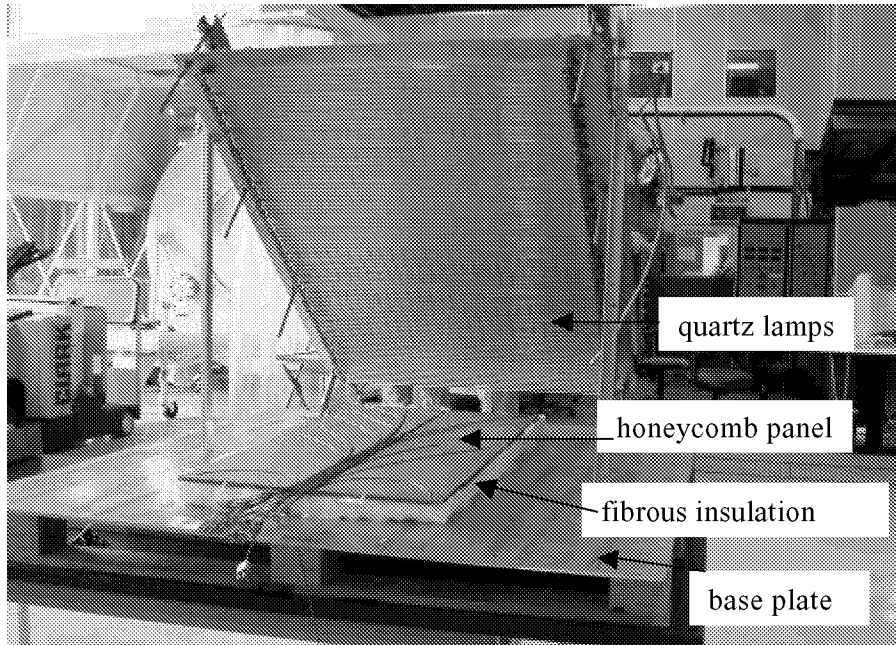 CLARK
quartz lamps
honeycomb panel
fibrous insulation
base plate